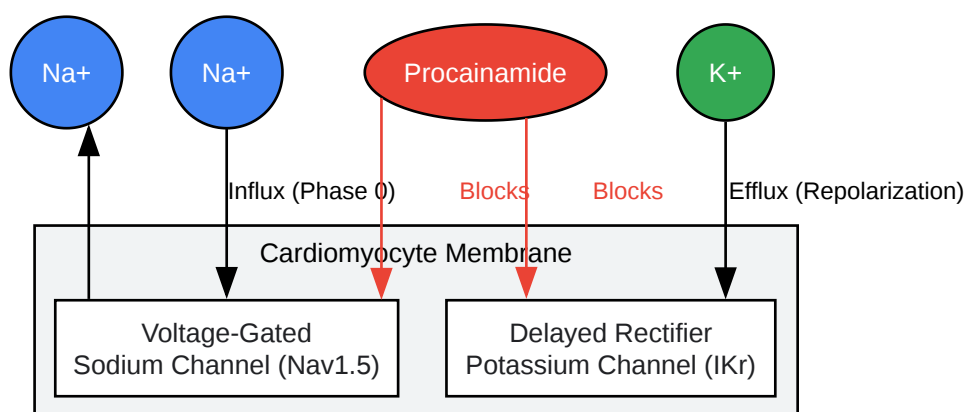 Na+
Na+
Procainamide
K+
Influx (Phase 0)
Blocks
Blocks
Efflux (Repolarization)
Cardiomyocyte Membrane
Voltage-Gated
Sodium Channel (Nav1.5)
Delayed Rectifier
Potassium Channel (IKr)